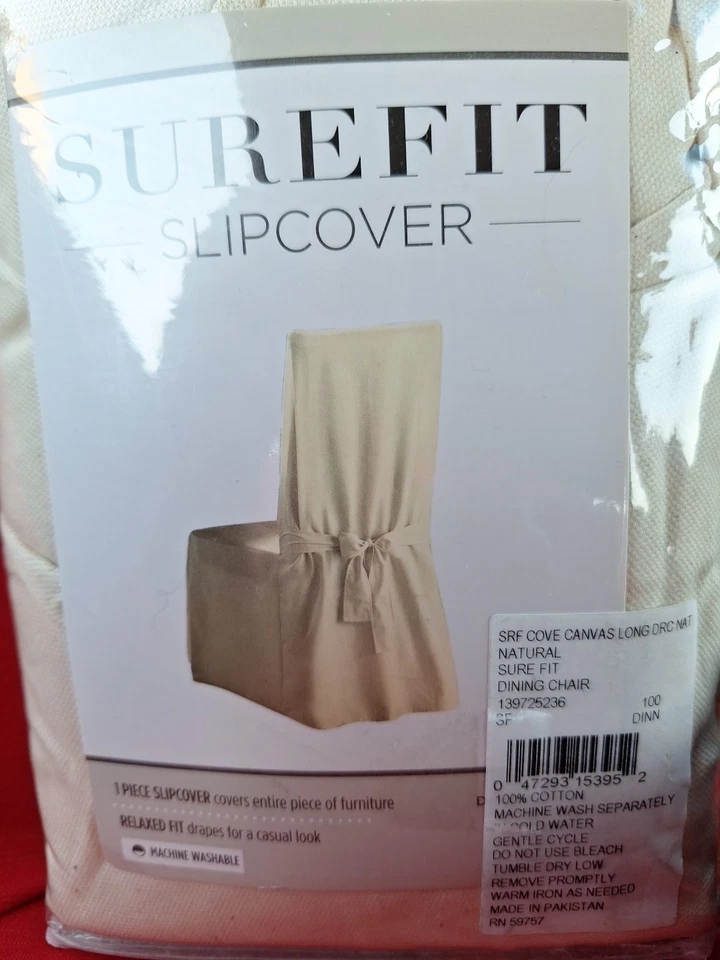 SUREFIT
SLIPCOVER
1 PIECE SLIPCOVER covers entire piece of furniture
RELAXED FIT drapes for a casual look
MACHINE WASHABLE
D
SRF COVE CANVAS LONG DRC NAT
NATURAL
SURE FIT
DINING CHAIR
139725236 100
SF DINN
0 47293 15395 2
100% COTTON
MACHINE WASH SEPARATELY
IN COLD WATER
GENTLE CYCLE
DO NOT USE BLEACH
TUMBLE DRY LOW
REMOVE PROMPTLY
WARM IRON AS NEEDED
MADE IN PAKISTAN
RN 59757